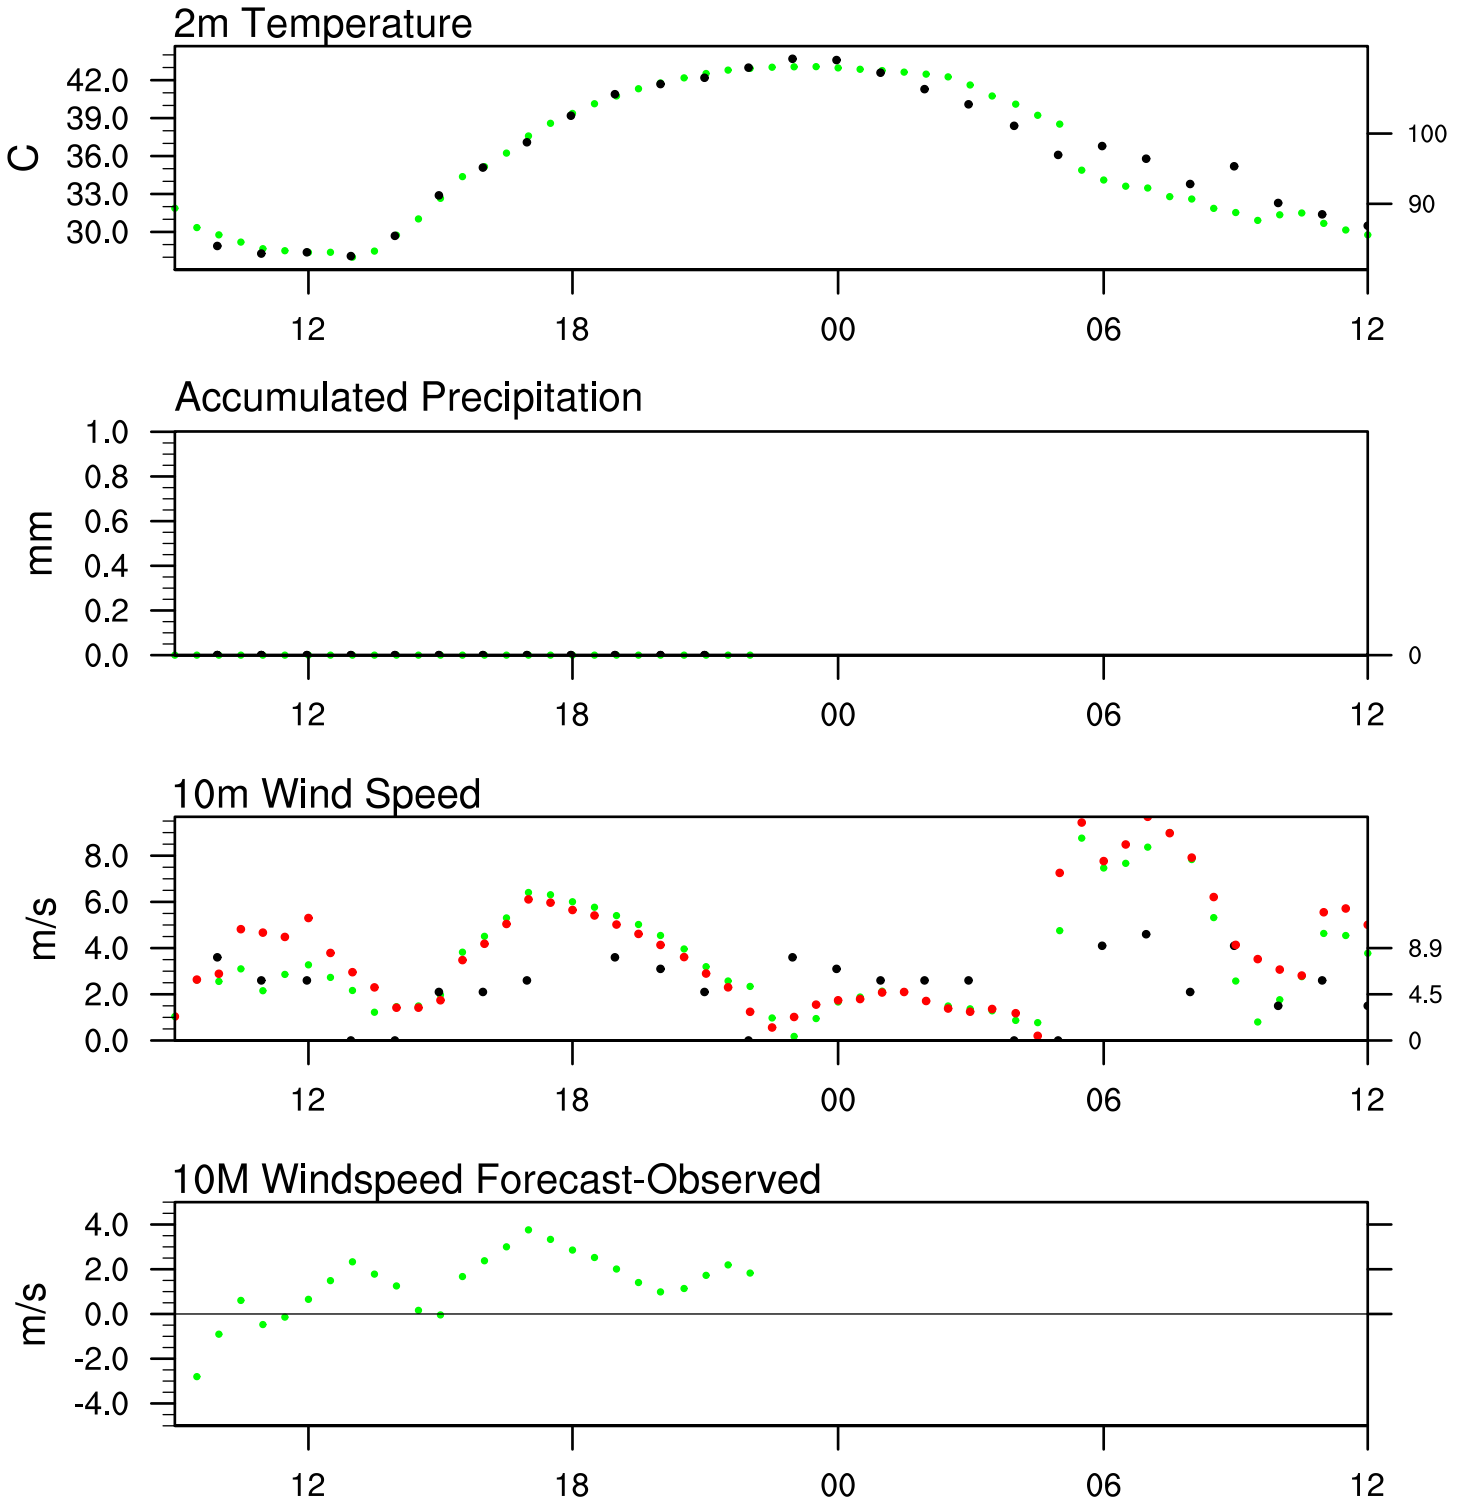 2m Temperature
C
42.0
39.0
36.0
33.0
30.0
100
90
12 18 00 06 12
Accumulated Precipitation
mm
1.0
0.8
0.6
0.4
0.2
0.0
0
12 18 00 06 12
10m Wind Speed
m/s
8.0
6.0
4.0
2.0
0.0
8.9
4.5
0
12 18 00 06 12
10M Windspeed Forecast-Observed
m/s
4.0
2.0
0.0
-2.0
-4.0
12 18 00 06 12